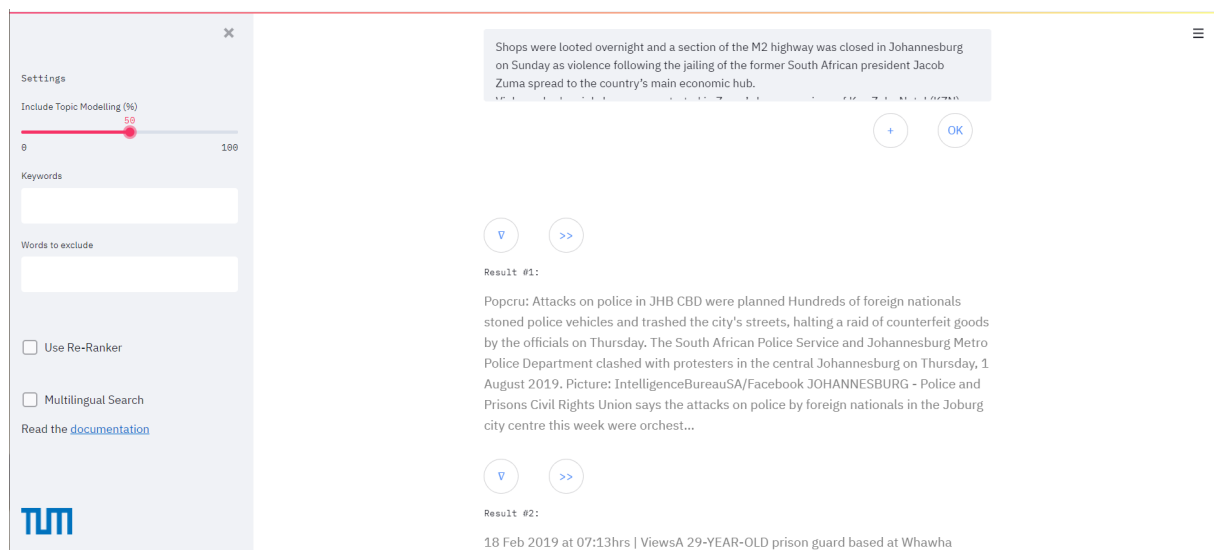 ×
Settings
Include Topic Modelling (%)
50
0 100
Keywords
Words to exclude
Use Re-Ranker
Multilingual Search
Read the documentation
TUM
☰
Shops were looted overnight and a section of the M2 highway was closed in Johannesburg
on Sunday as violence following the jailing of the former South African president Jacob
Zuma spread to the country's main economic hub.
+ OK
∇ >>
Result #1:
Popcru: Attacks on police in JHB CBD were planned Hundreds of foreign nationals
stoned police vehicles and trashed the city's streets, halting a raid of counterfeit goods
by the officials on Thursday. The South African Police Service and Johannesburg Metro
Police Department clashed with protesters in the central Johannesburg on Thursday, 1
August 2019. Picture: IntelligenceBureauSA/Facebook JOHANNESBURG - Police and
Prisons Civil Rights Union says the attacks on police by foreign nationals in the Joburg
city centre this week were orchest...
∇ >>
Result #2:
18 Feb 2019 at 07:13hrs | ViewsA 29-YEAR-OLD prison guard based at Whawha